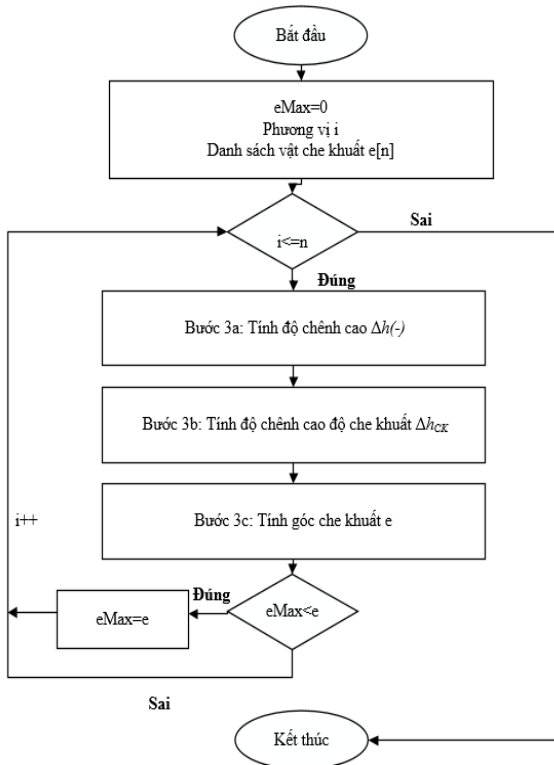 Bắt đầu
eMax=0
Phương vị i
Danh sách vật che khuất e[n]
i<=n
Sai
Đúng
Bước 3a: Tính độ chênh cao Δh(-)
Bước 3b: Tính độ chênh cao độ che khuất ΔhCK
Bước 3c: Tính góc che khuất e
i++
eMax<e
Đúng
eMax=e
Sai
Kết thúc